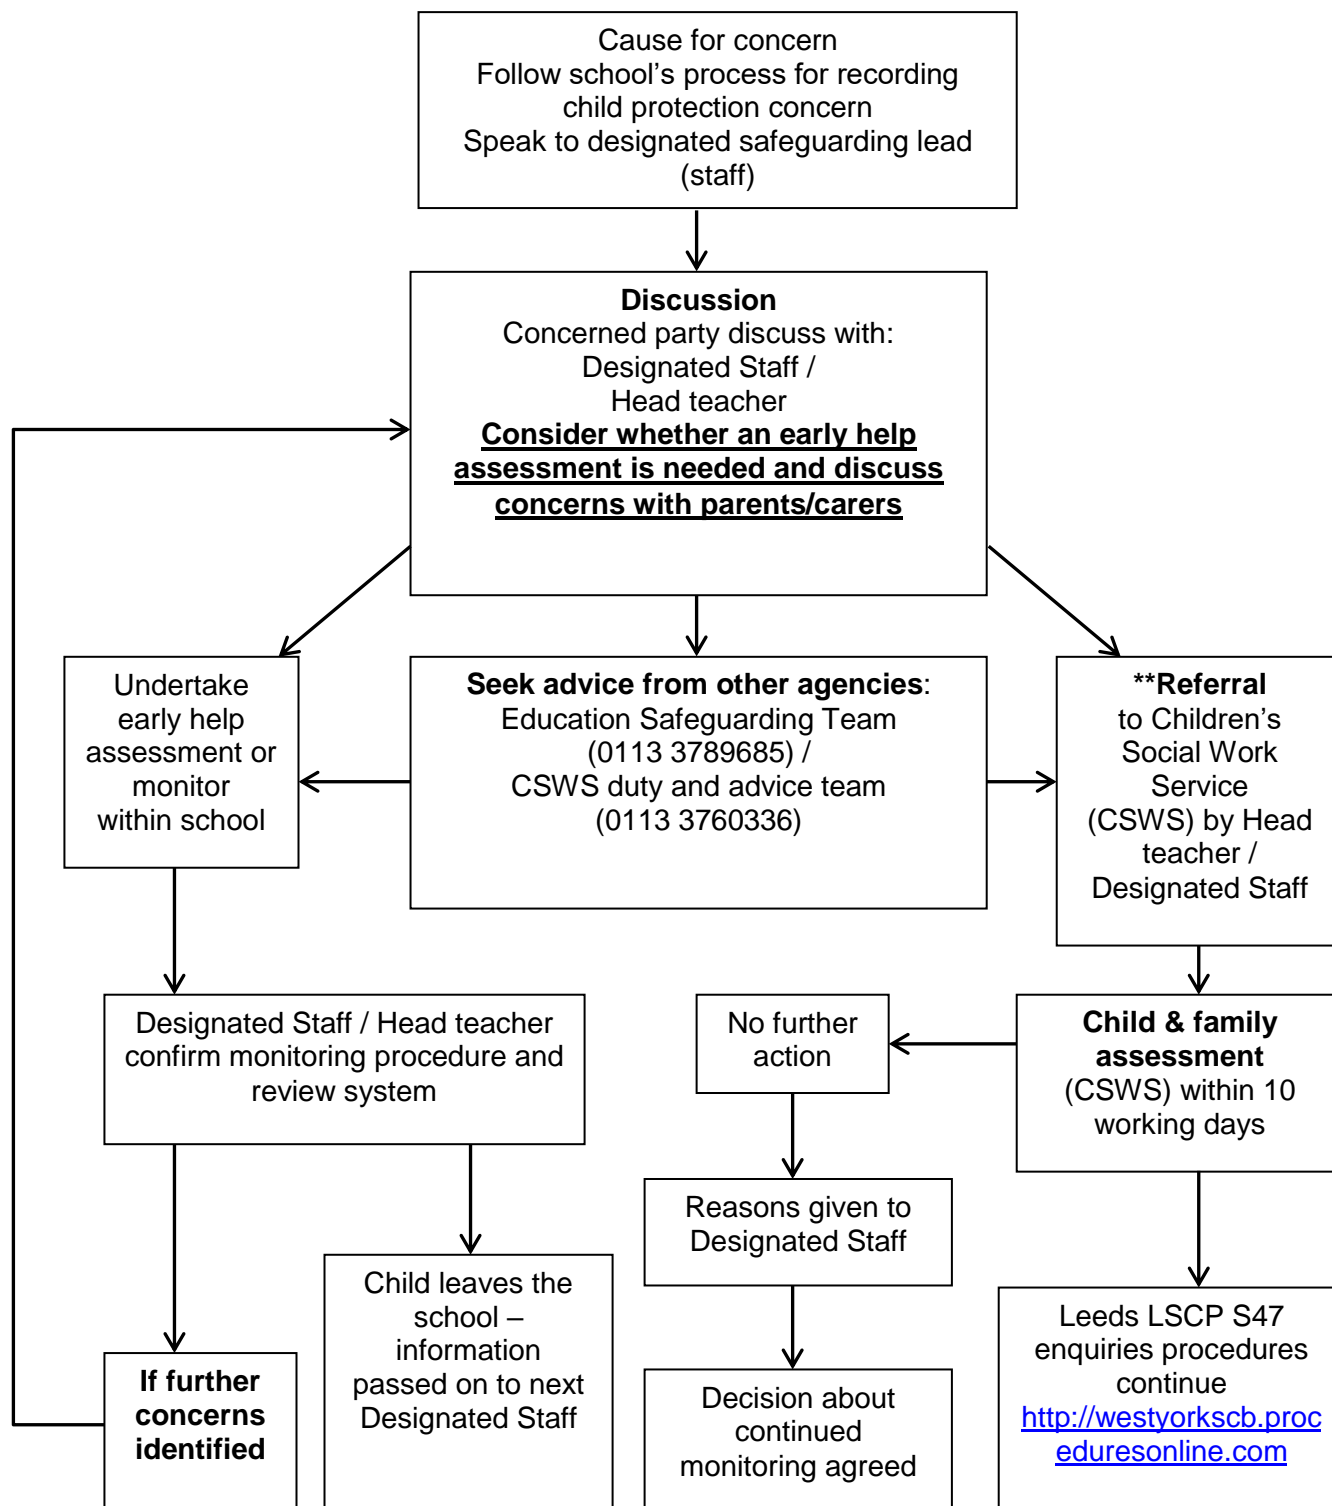 Cause for concern
Follow school’s process for recording
child protection concern
Speak to designated safeguarding lead
(staff)
Discussion
Concerned party discuss with:
Designated Staff /
Head teacher
Consider whether an early help
assessment is needed and discuss
concerns with parents/carers
Undertake
early help
assessment or
monitor
within school
Seek advice from other agencies:
Education Safeguarding Team
(0113 3789685) /
CSWS duty and advice team
(0113 3760336)
**Referral
to Children’s
Social Work
Service
(CSWS) by Head
teacher /
Designated Staff
Designated Staff / Head teacher
confirm monitoring procedure and
review system
No further
action
Child & family
assessment
(CSWS) within 10
working days
Reasons given to
Designated Staff
Child leaves the
school –
information
passed on to next
Designated Staff
If further
concerns
identified
Decision about
continued
monitoring agreed
Leeds LSCP S47
enquiries procedures
continue
http://westyorkscb.proc
eduresonline.com